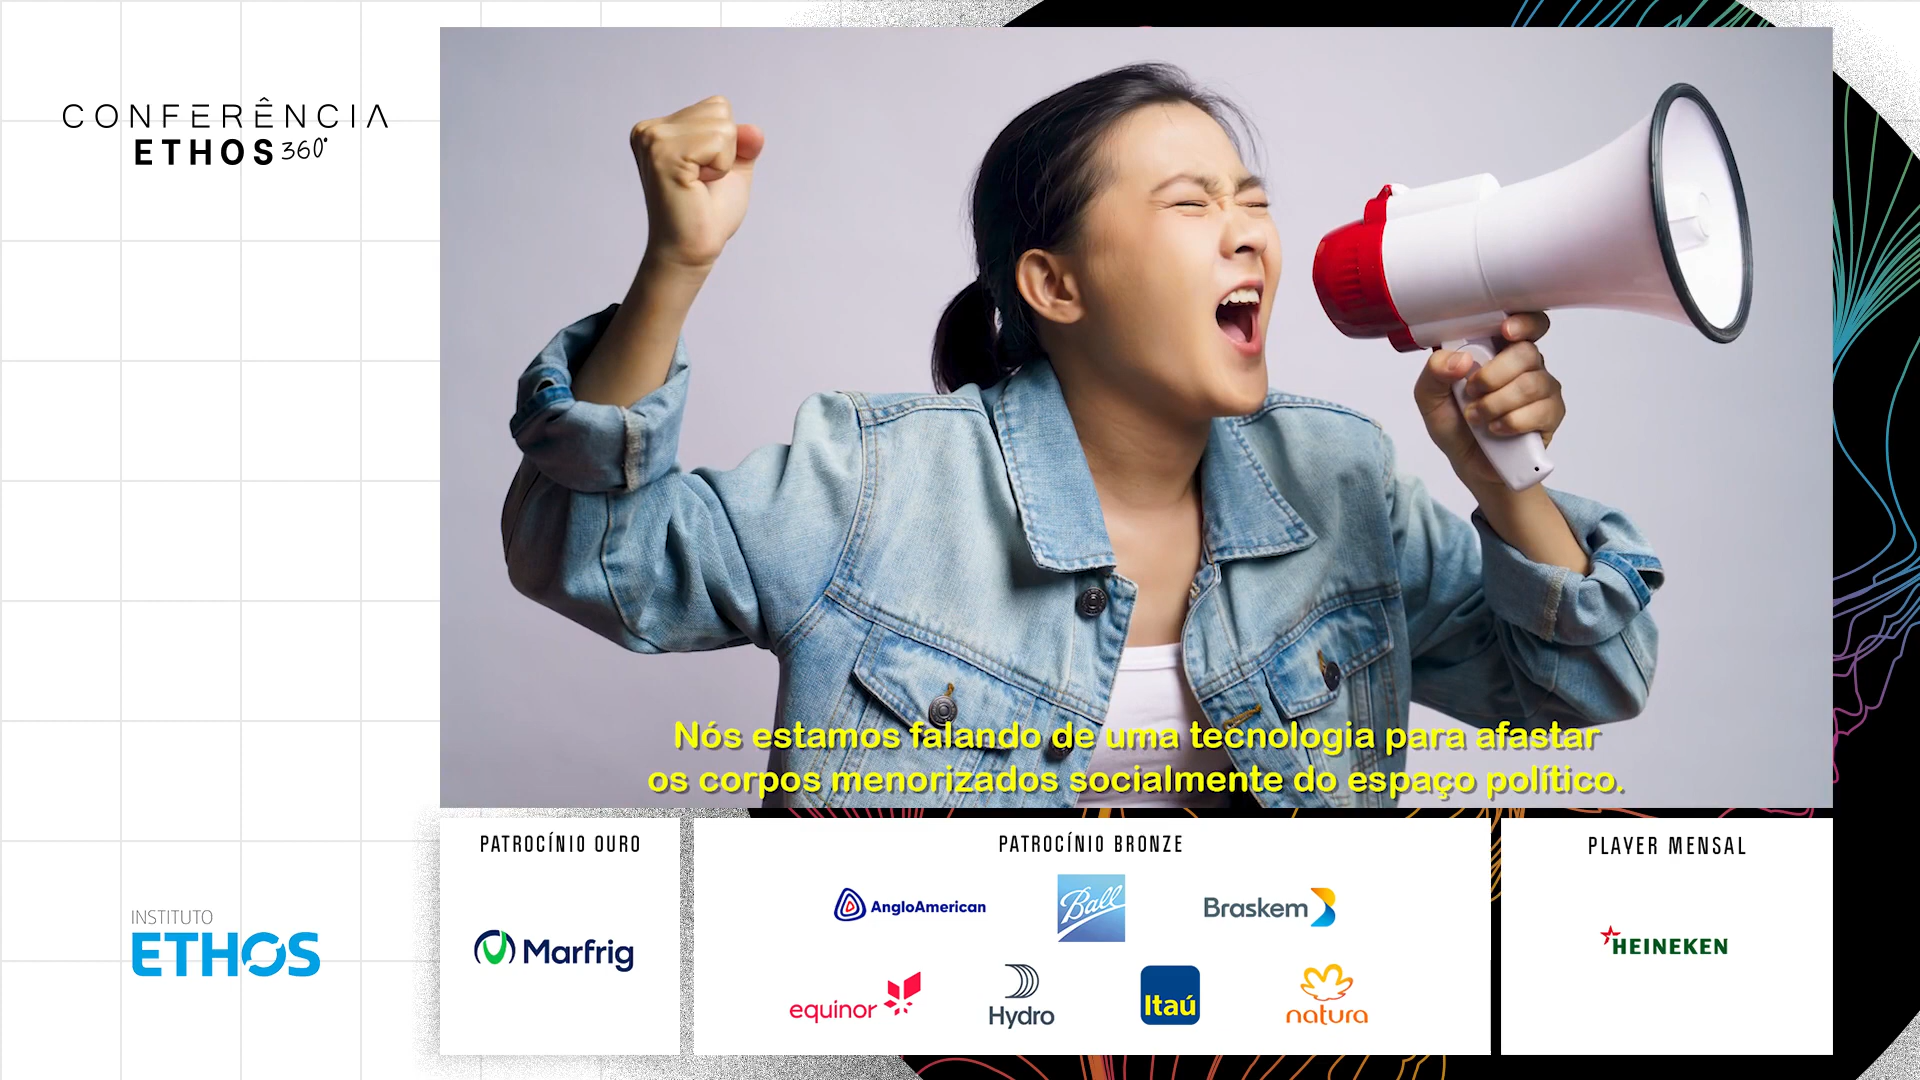 CONFERÊNCIA
ETHOS 360°
Nós estamos falando de uma tecnologia para afastar
os corpos menorizados socialmente do espaço político.
PATROCÍNIO OURO
Marfrig
PATROCÍNIO BRONZE
AngloAmerican
Ball
Braskem
equinor
Hydro
Itaú
natura
PLAYER MENSAL
HEINEKEN
INSTITUTO
ETHOS